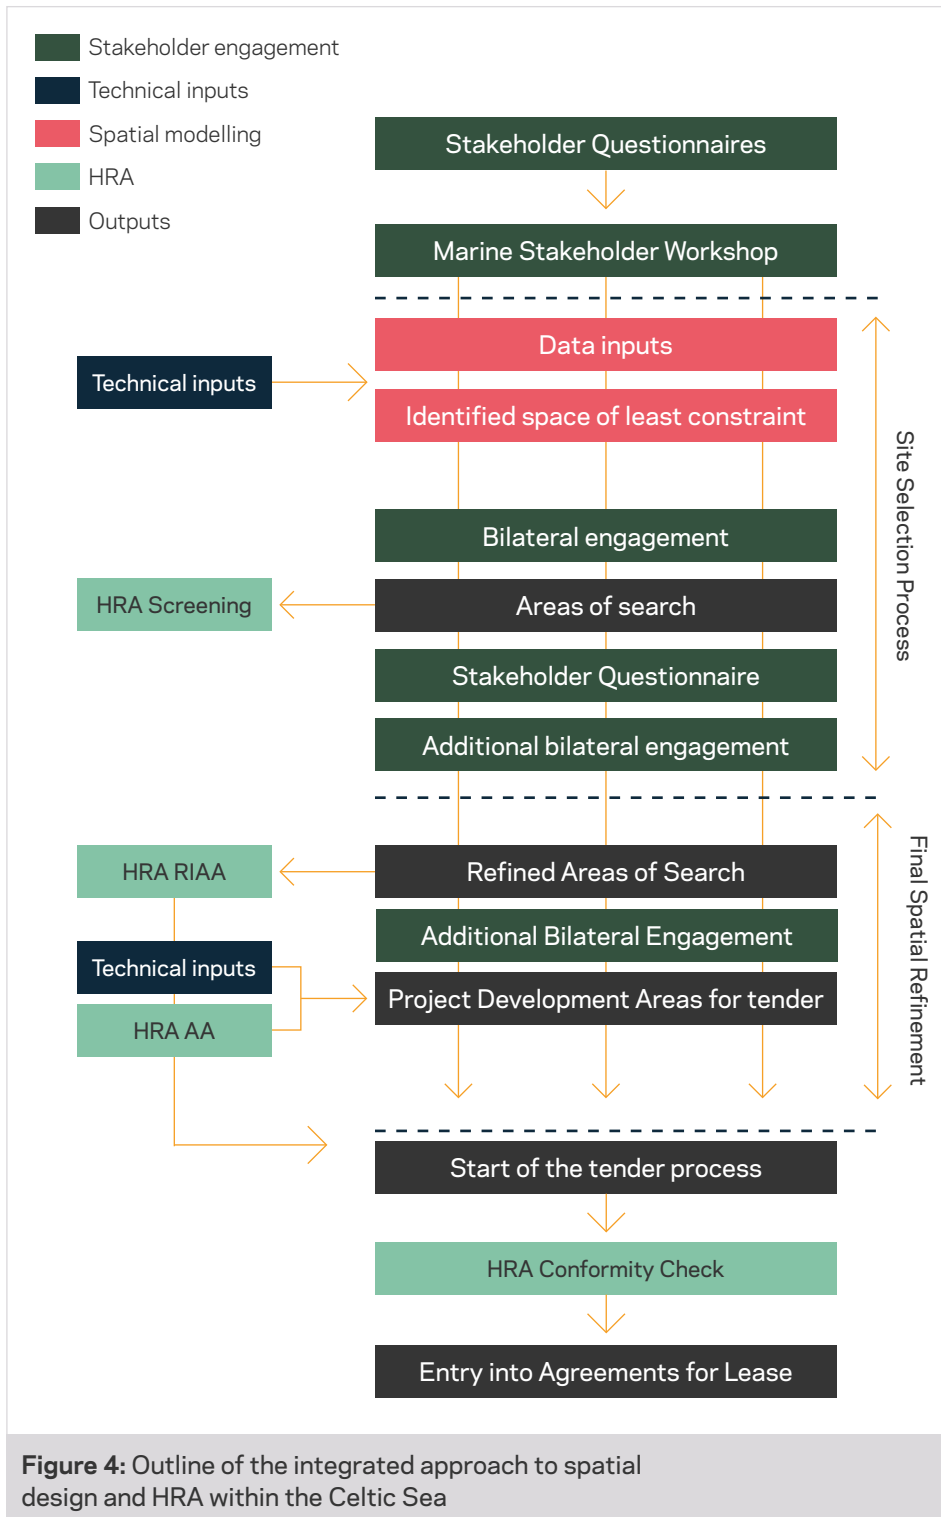 Stakeholder engagement
Technical inputs
Spatial modelling
HRA
Outputs
Stakeholder Questionnaires
Marine Stakeholder Workshop
Data inputs
Technical inputs
Identified space of least constraint
Site Selection Process
Bilateral engagement
HRA Screening
Areas of search
Stakeholder Questionnaire
Additional bilateral engagement
HRA RIAA
Refined Areas of Search
Final Spatial Refinement
Additional Bilateral Engagement
Technical inputs
Project Development Areas for tender
HRA AA
Start of the tender process
HRA Conformity Check
Entry into Agreements for Lease
Figure 4: Outline of the integrated approach to spatial
design and HRA within the Celtic Sea